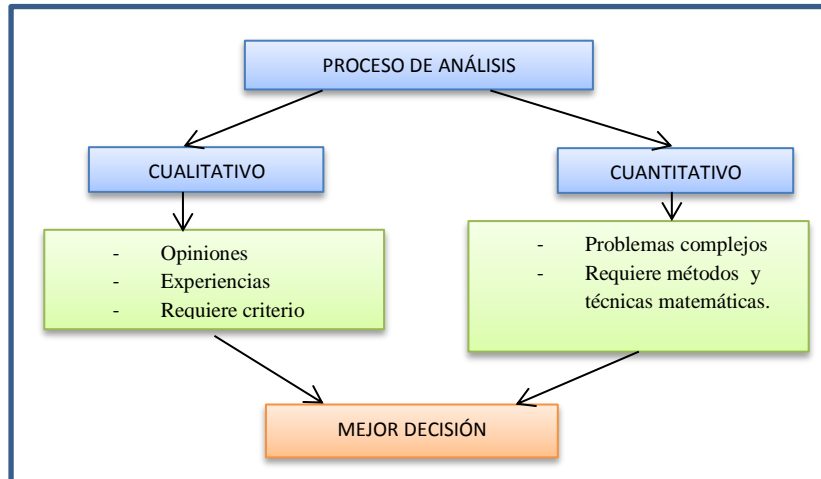 PROCESO DE ANÁLISIS
CUALITATIVO
CUANTITATIVO
- Opiniones
- Experiencias
- Requiere criterio
- Problemas complejos
- Requiere métodos y
técnicas matemáticas.
MEJOR DECISIÓN